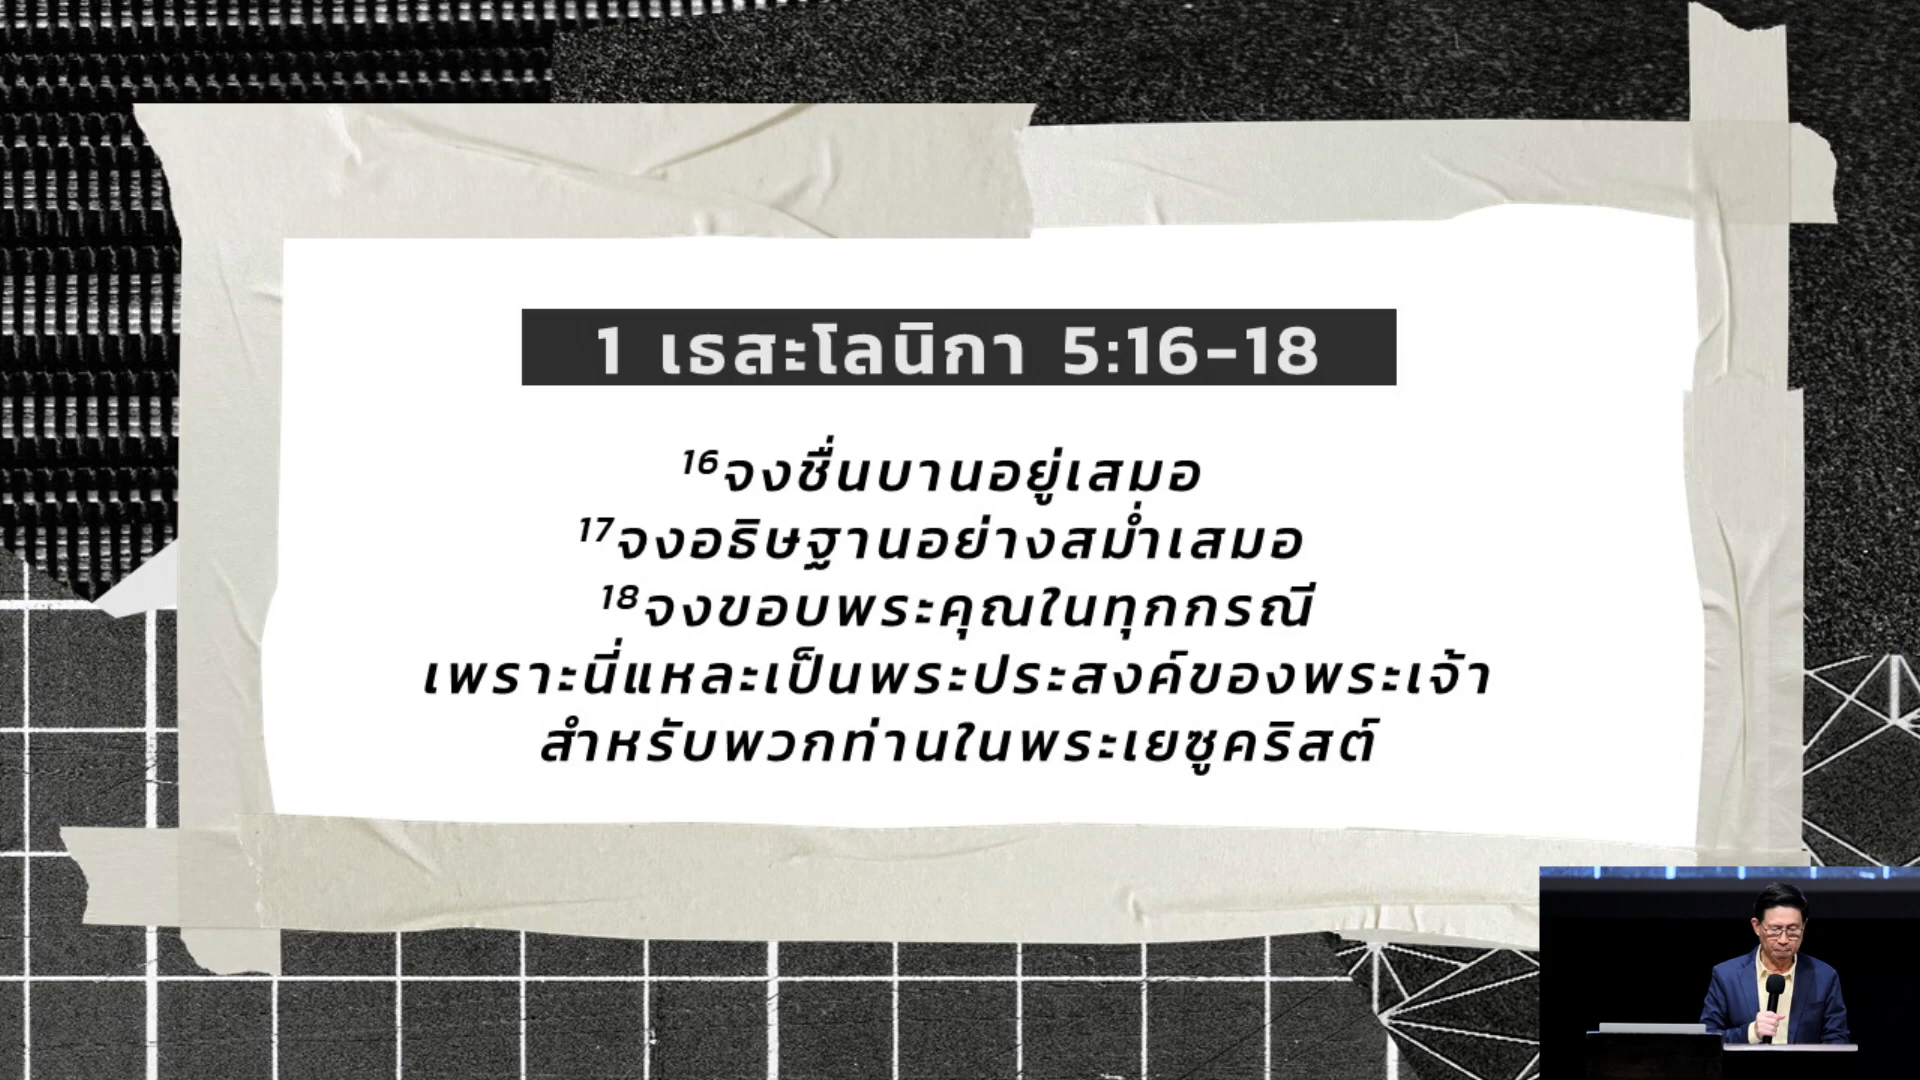 1 เธสะโลนิกา 5:16-18
16จงชื่นบานอยู่เสมอ
17จงอธิษฐานอย่างสม่ำเสมอ
18จงขอบพระคุณในทุกกรณี
เพราะนี่แหละเป็นพระประสงค์ของพระเจ้า
สำหรับพวกท่านในพระเยซูคริสต์